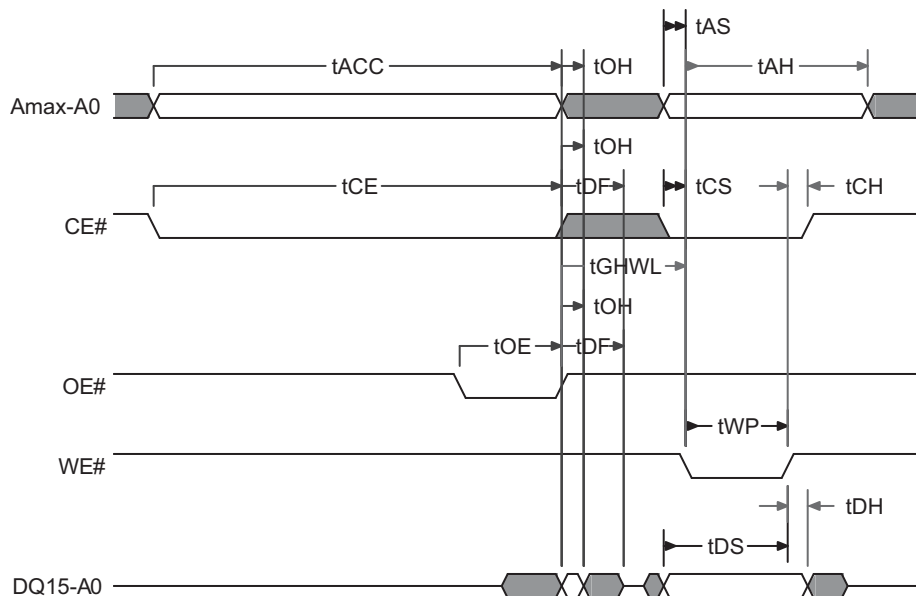 tAS
tACC tOH tAH
Amax-A0
tOH
tCE tDF tCS tCH
CE#
tGHWL
tOH
tOE tDF
OE#
tWP
WE#
tDH
tDS
DQ15-A0